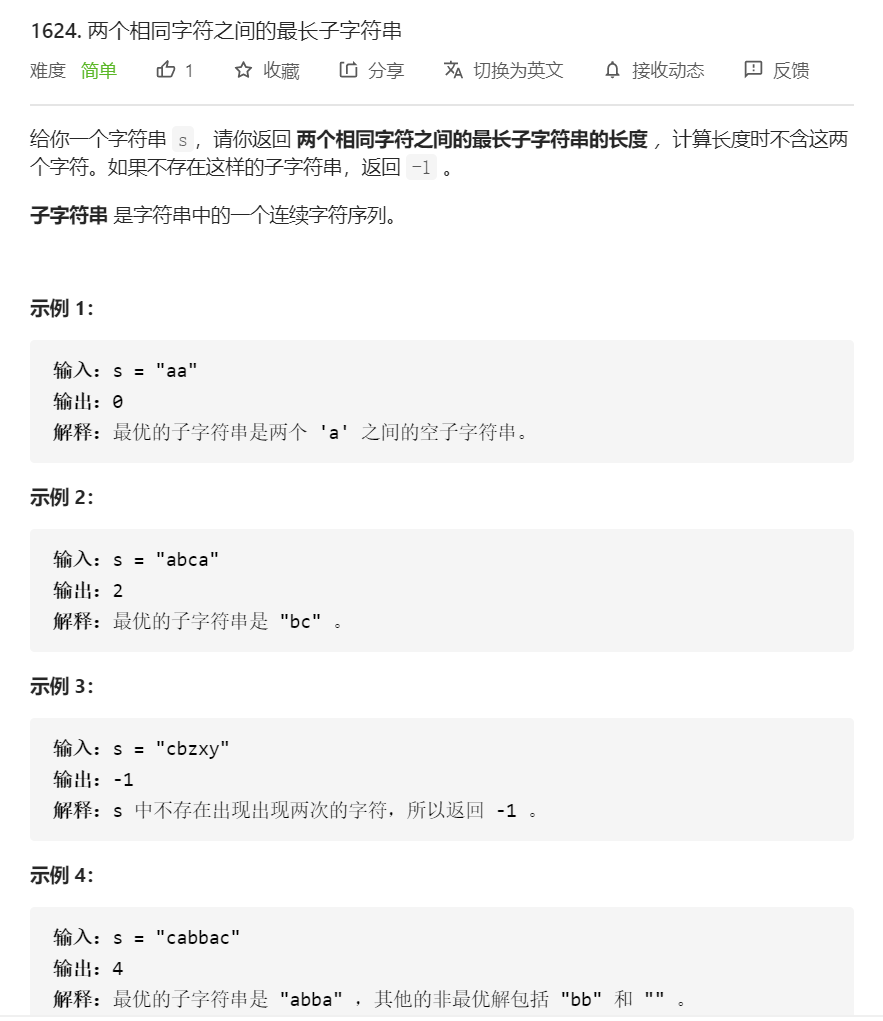 1624. 两个相同字符之间的最长子字符串
难度 简单 1 收藏 分享 切换为英文 接收动态 反馈
给你一个字符串 s，请你返回 两个相同字符之间的最长子字符串的长度 ，计算长度时不含这两
个字符。如果不存在这样的子字符串，返回 -1 。
子字符串 是字符串中的一个连续字符序列。
示例 1：
输入：s = "aa"
输出：0
解释：最优的子字符串是两个 'a' 之间的空子字符串。
示例 2：
输入：s = "abca"
输出：2
解释：最优的子字符串是 "bc" 。
示例 3：
输入：s = "cbzxy"
输出：-1
解释：s 中不存在出现出现两次的字符，所以返回 -1 。
示例 4：
输入：s = "cabbac"
输出：4
解释：最优的子字符串是 "abba" ，其他的非最优解包括 "bb" 和 "" 。